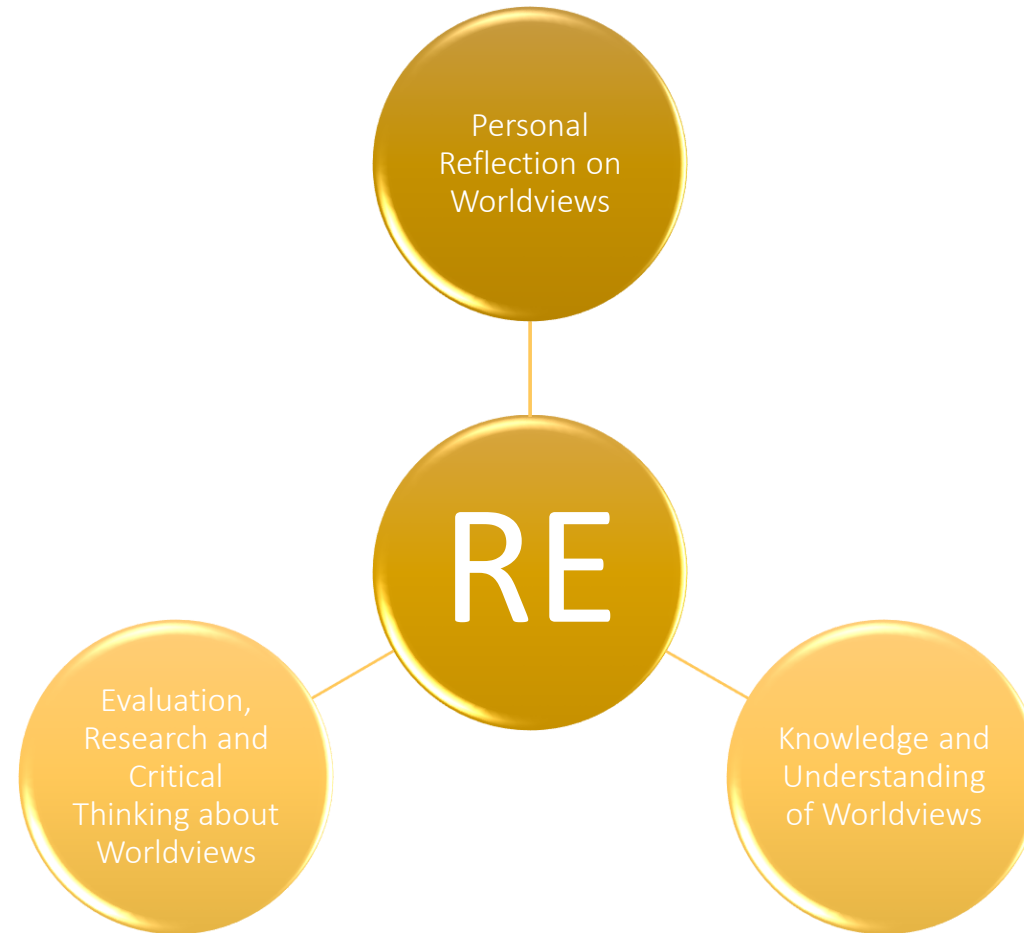 Personal
Reflection on
Worldviews
RE
Evaluation,
Research and
Critical
Thinking about
Worldviews
Knowledge and
Understanding
of Worldviews